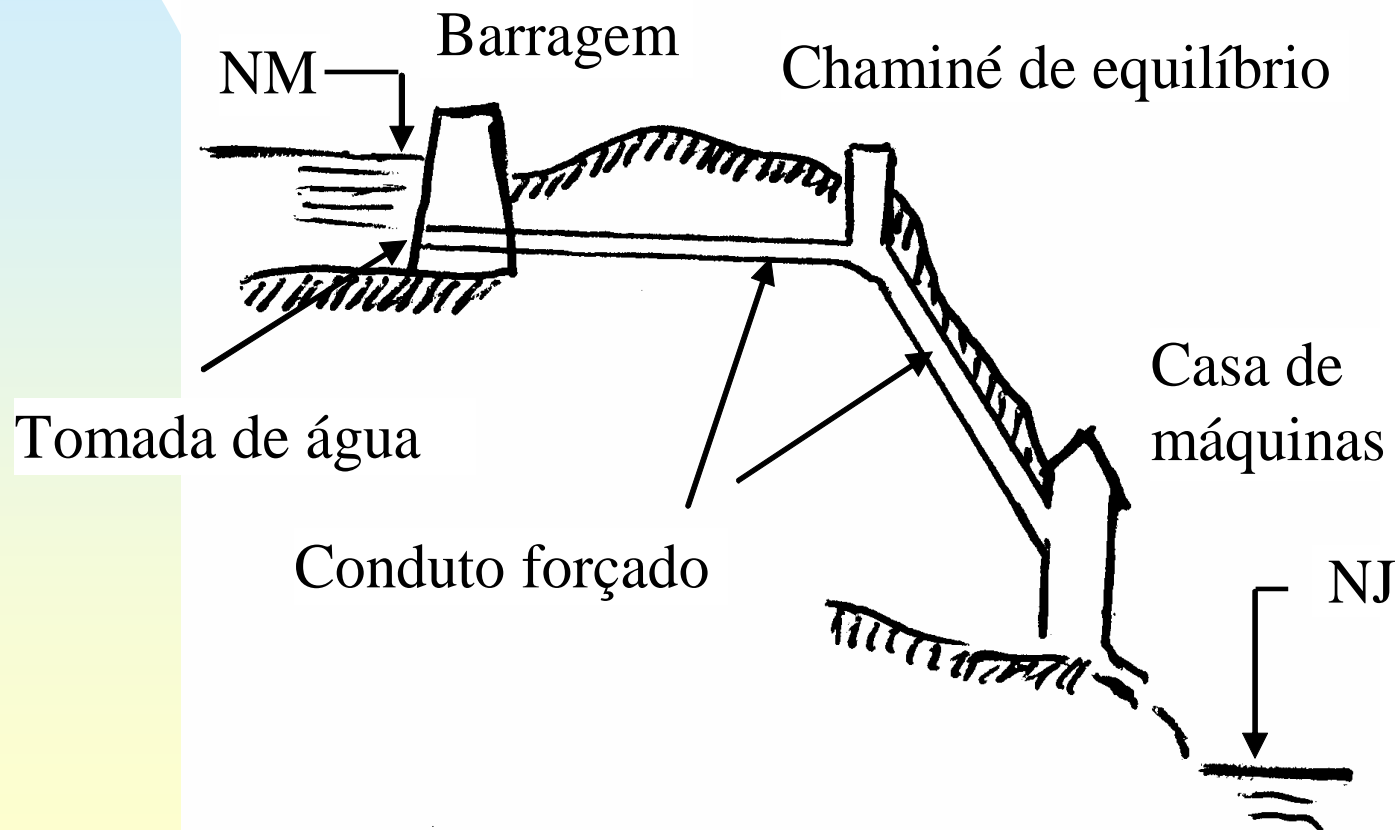 Barragem
NM
Chaminé de equilíbrio
Casa de
máquinas
Tomada de água
Conduto forçado
NJ